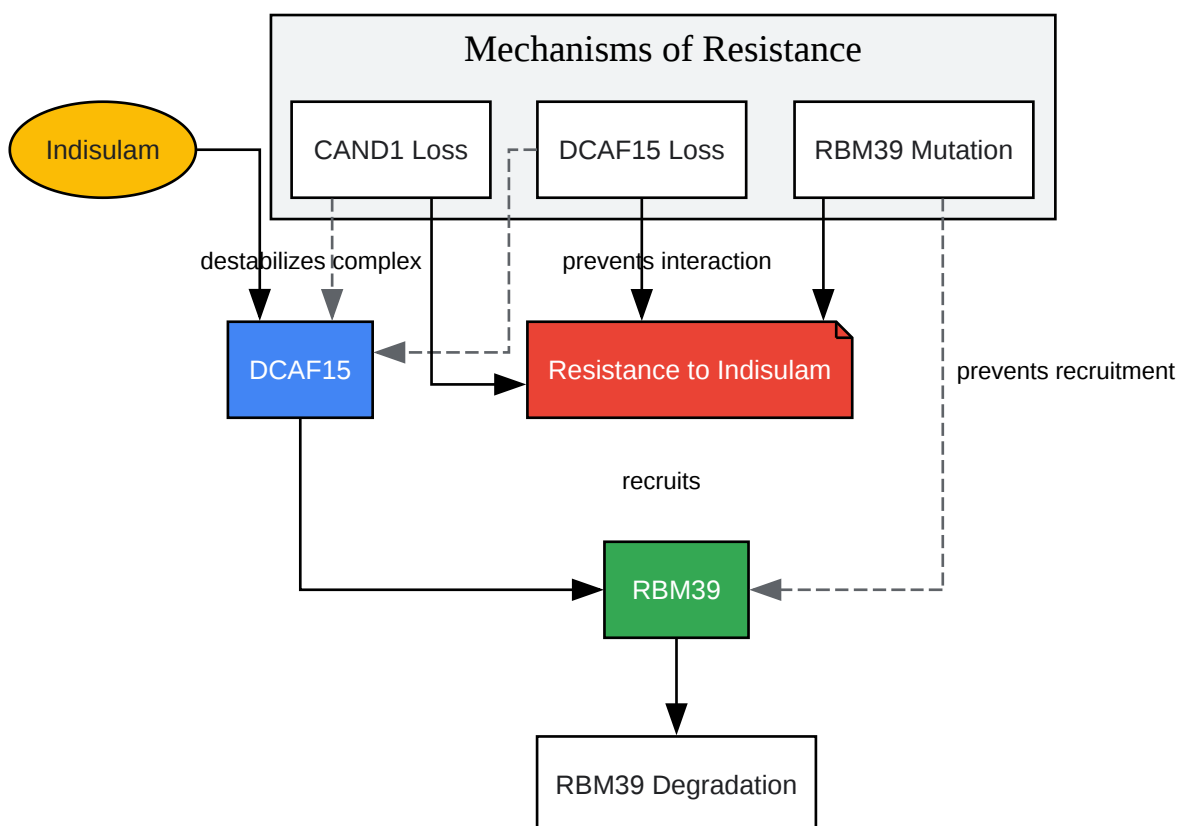 Mechanisms of Resistance
Indisulam
CAND1 Loss
DCAF15 Loss
RBM39 Mutation
destabilizes complex
prevents interaction
DCAF15
Resistance to Indisulam
prevents recruitment
recruits
RBM39
RBM39 Degradation